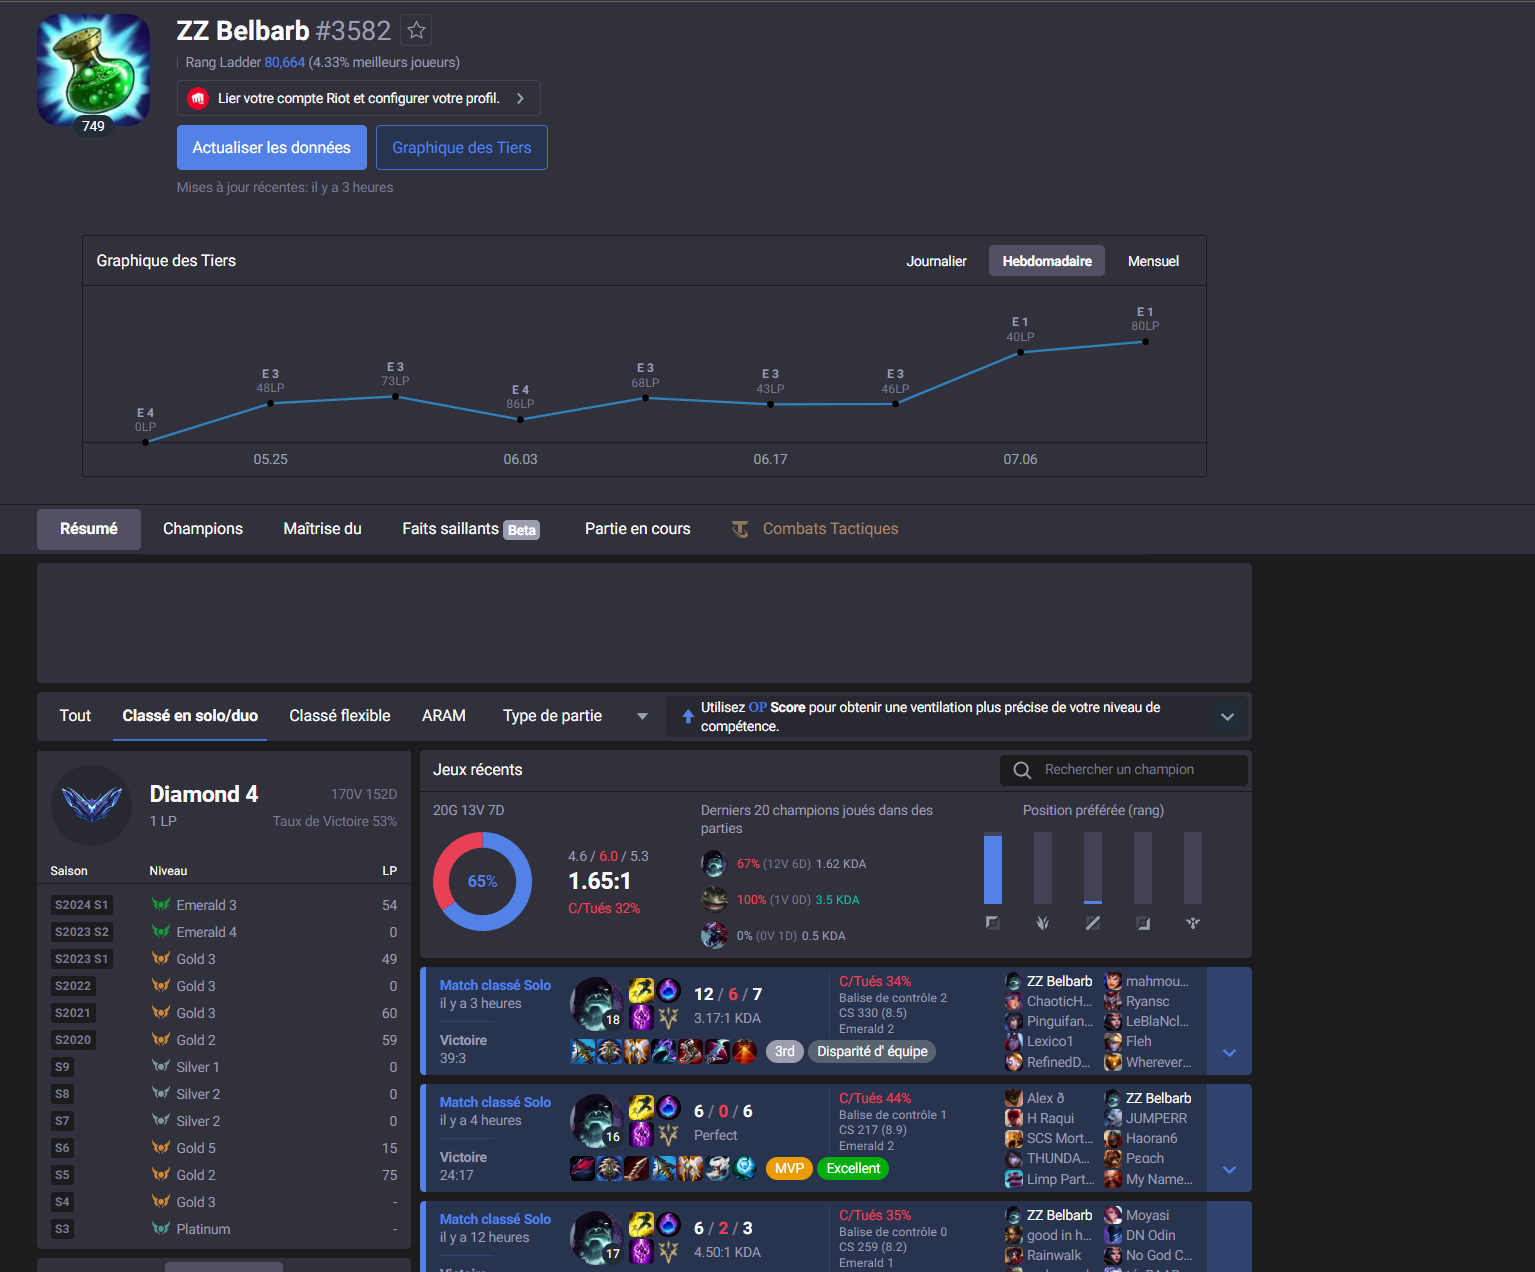 ZZ Belbarb #3582
Rang Ladder 80,664 (4.33% meilleurs joueurs)
Lier votre compte Riot et configurer votre profil.
749
Actualiser les données
Graphique des Tiers
Mises à jour récentes: il y a 3 heures
Graphique des Tiers
Journalier
Hebdomadaire
Mensuel
E 4
0LP
E 3
48LP
E 3
73LP
E 4
86LP
E 3
68LP
E 3
43LP
E 3
46LP
E 1
40LP
E 1
80LP
05.25
06.03
06.17
07.06
Résumé
Champions
Maîtrise du
Faits saillants Beta
Partie en cours
Combats Tactiques
Tout
Classé en solo/duo
Classé flexible
ARAM
Type de partie
Utilisez OP Score pour obtenir une ventilation plus précise de votre niveau de
compétence.
Diamond 4
170V 152D
1 LP
Taux de Victoire 53%
Saison Niveau LP
S2024 S1 Emerald 3 54
S2023 S2 Emerald 4 0
S2023 S1 Gold 3 49
S2022 Gold 3 0
S2021 Gold 3 60
S2020 Gold 2 59
S9 Silver 1 0
S8 Silver 2 0
S7 Silver 2 0
S6 Gold 5 15
S5 Gold 2 75
S4 Gold 3 -
S3 Platinum -
Jeux récents
Rechercher un champion
20G 13V 7D
65%
4.6 / 6.0 / 5.3
1.65:1
C/Tués 32%
Derniers 20 champions joués dans des
parties
67% (12V 6D) 1.62 KDA
100% (1V 0D) 3.5 KDA
0% (0V 1D) 0.5 KDA
Position préférée (rang)
Match classé Solo
il y a 3 heures
Victoire
39:3
18
12 / 6 / 7
3.17:1 KDA
3rd
Disparité d' équipe
C/Tués 34%
Balise de contrôle 2
CS 330 (8.5)
Emerald 2
ZZ Belbarb mahmou...
ChaoticH... Ryansc
Pinguifan... LeBlaNcl...
Lexico1 Fleh
RefinedD... Wherever...
Match classé Solo
il y a 4 heures
Victoire
24:17
16
6 / 0 / 6
Perfect
MVP
Excellent
C/Tués 44%
Balise de contrôle 1
CS 217 (8.9)
Emerald 2
Alex ð ZZ Belbarb
H Raqui JUMPERR
SCS Mort... Haoran6
THUNDA... Pεαch
Limp Part... My Name...
Match classé Solo
il y a 12 heures
17
6 / 2 / 3
4.50:1 KDA
C/Tués 35%
Balise de contrôle 0
CS 259 (8.2)
Emerald 1
ZZ Belbarb Moyasi
good in h... DN Odin
Rainwalk No God C...